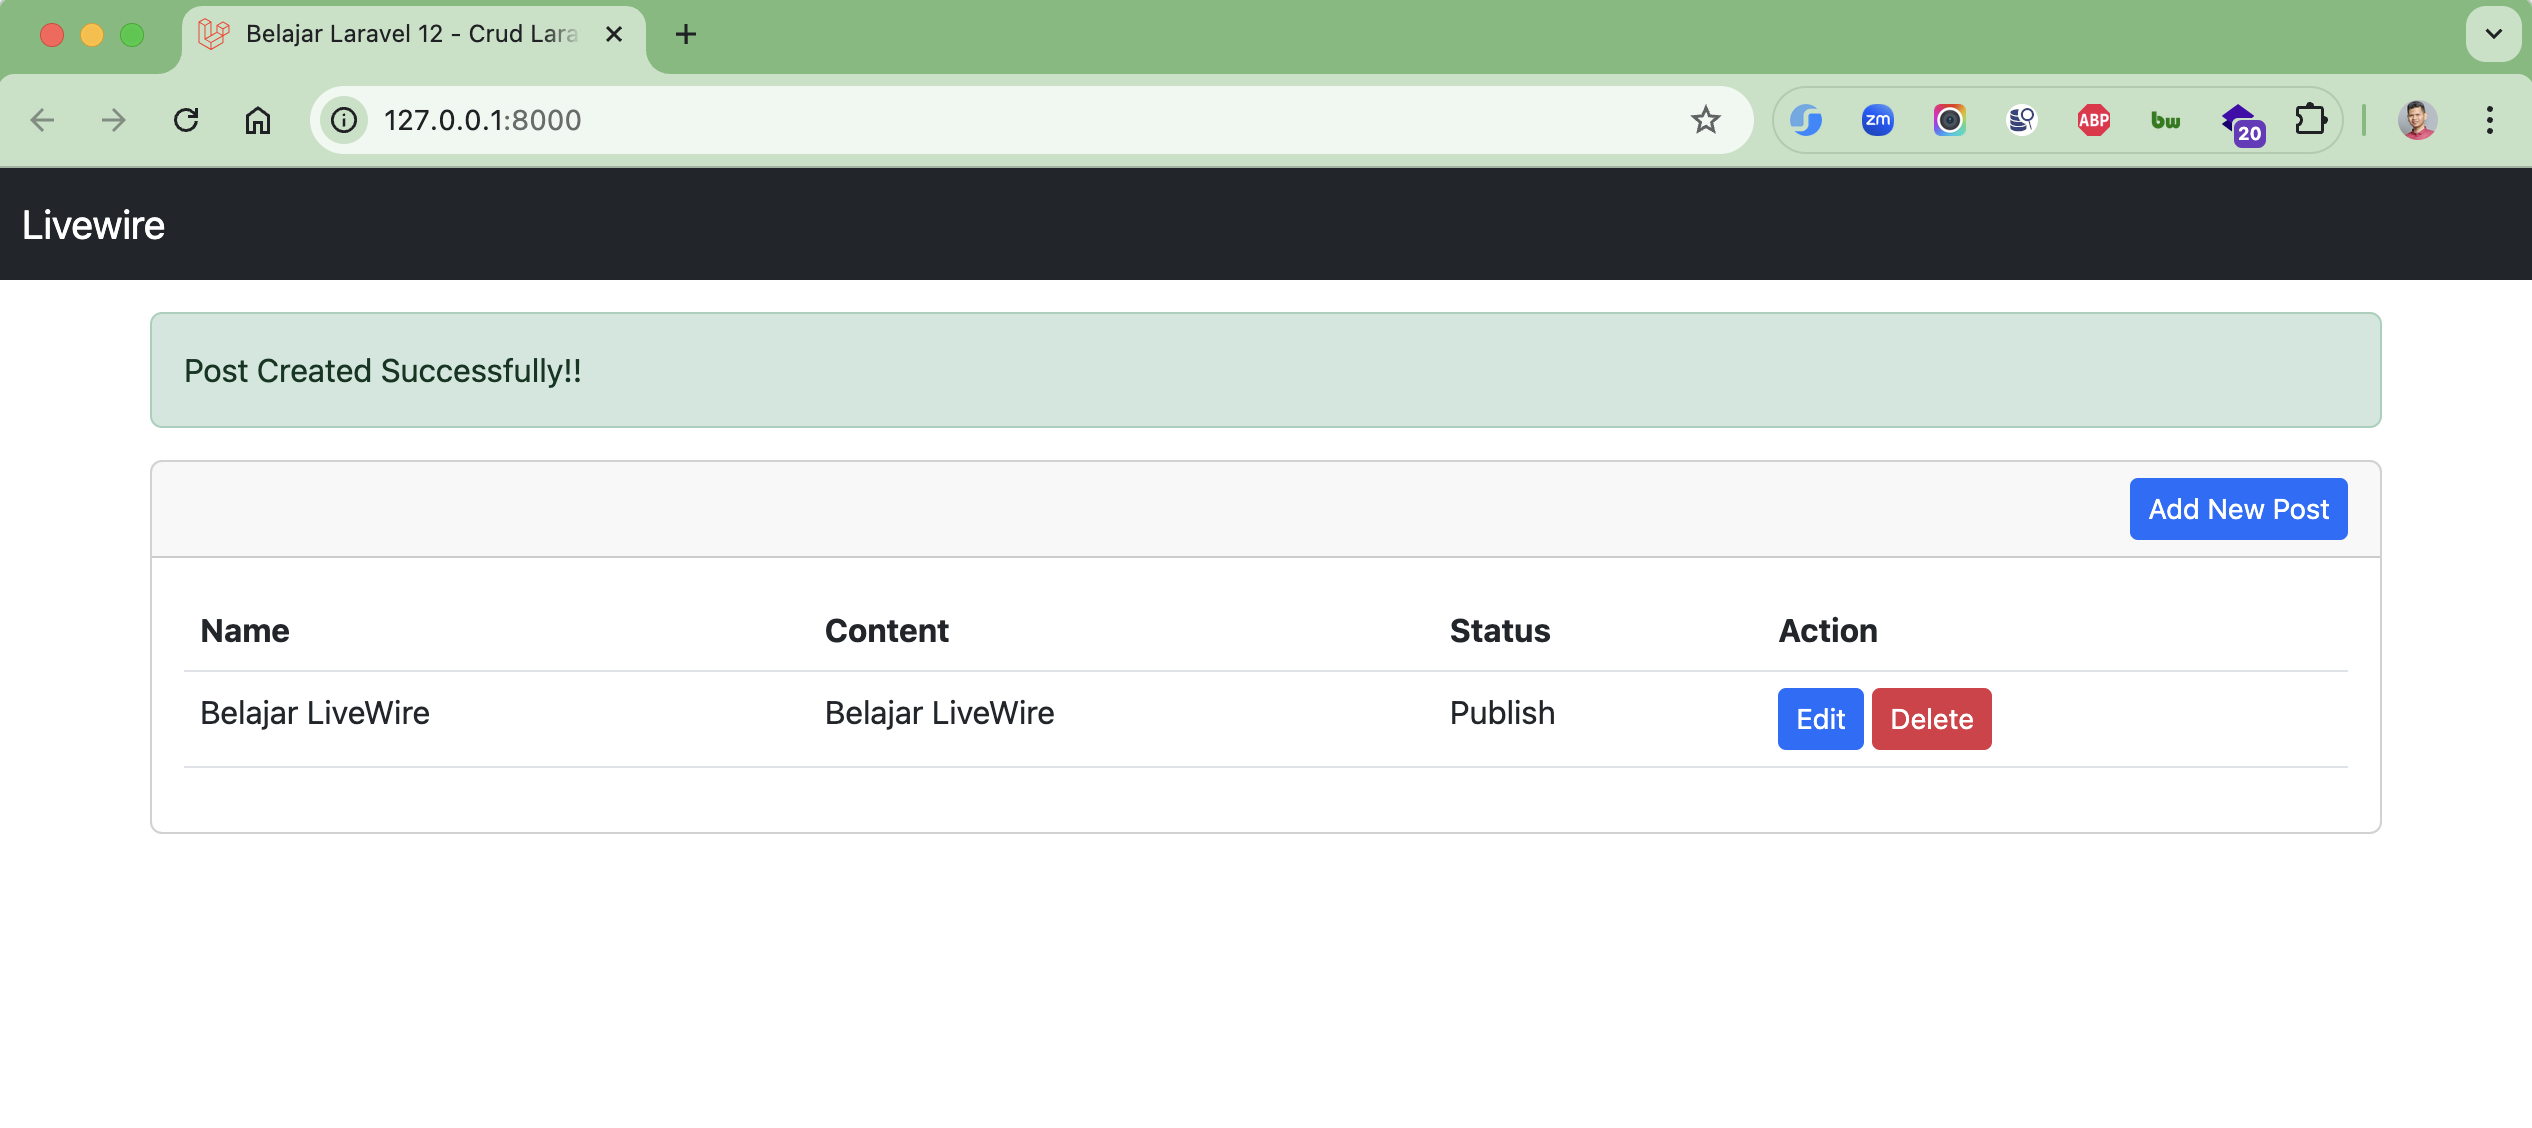 Belajar Laravel 12 - Crud Lara
127.0.0.1:8000
zm
ABP
bw
20
Livewire
Post Created Successfully!!
Add New Post
Name Content Status Action
Belajar LiveWire Belajar LiveWire Publish Edit Delete